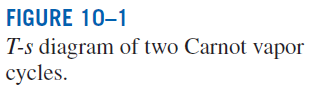 FIGURE 10–1
T-s diagram of two Carnot vapor
cycles.